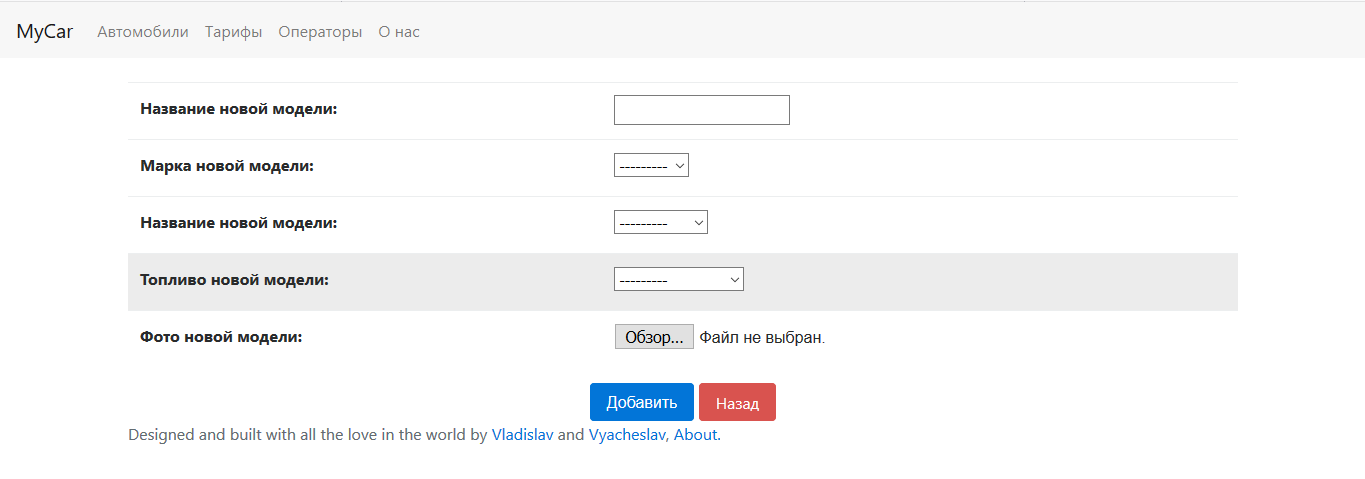 MyCar Автомобили Тарифы Операторы О нас
Название новой модели:
Марка новой модели: ---------
Название новой модели: ---------
Топливо новой модели: ---------
Фото новой модели: Обзор... Файл не выбран.
Добавить Назад
Designed and built with all the love in the world by Vladislav and Vyacheslav, About.